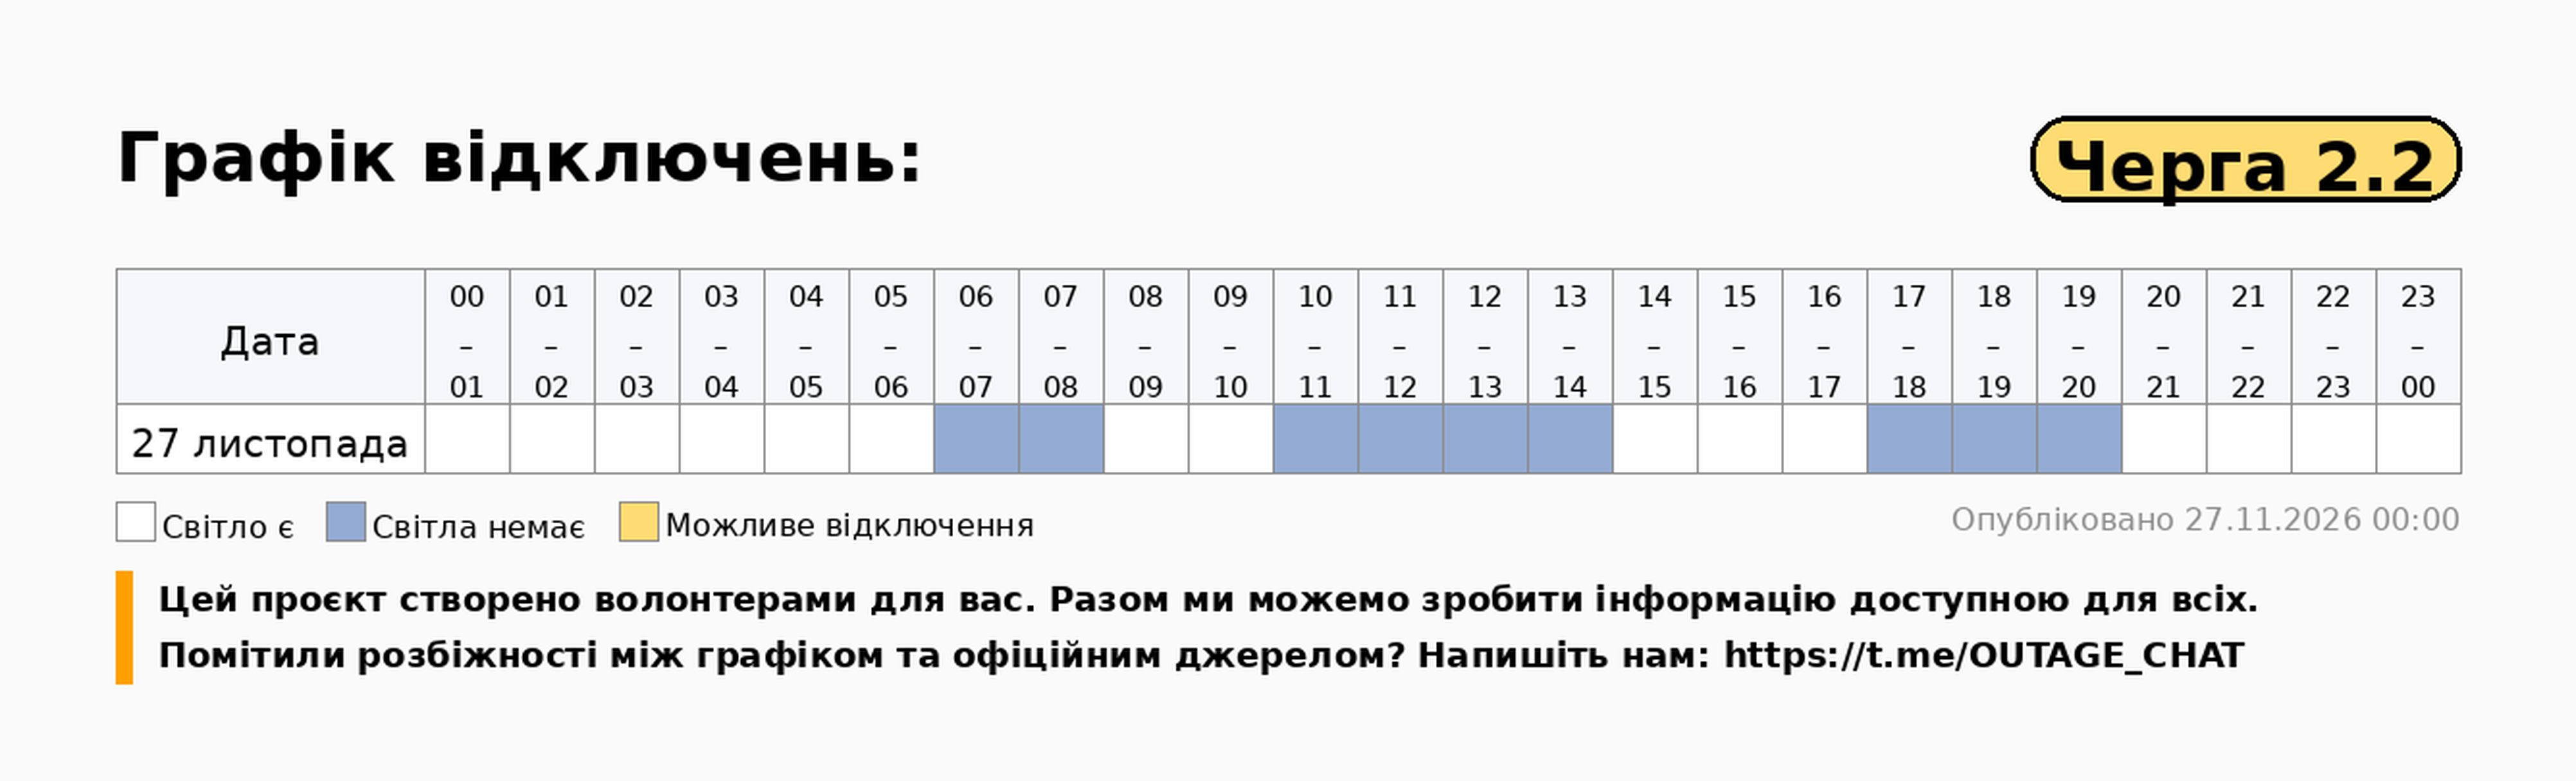 Графік відключень:
Черга 2.2
Дата 00 – 01 01 – 02 02 – 03 03 – 04 04 – 05 05 – 06 06 – 07 07 – 08 08 – 09 09 – 10 10 – 11 11 – 12 12 – 13 13 – 14 14 – 15 15 – 16 16 – 17 17 – 18 18 – 19 19 – 20 20 – 21 21 – 22 22 – 23 23 – 00
27 листопада
Світло є Світла немає Можливе відключення
Опубліковано 27.11.2026 00:00
Цей проєкт створено волонтерами для вас. Разом ми можемо зробити інформацію доступною для всіх.
Помітили розбіжності між графіком та офіційним джерелом? Напишіть нам: https://t.me/OUTAGE_CHAT